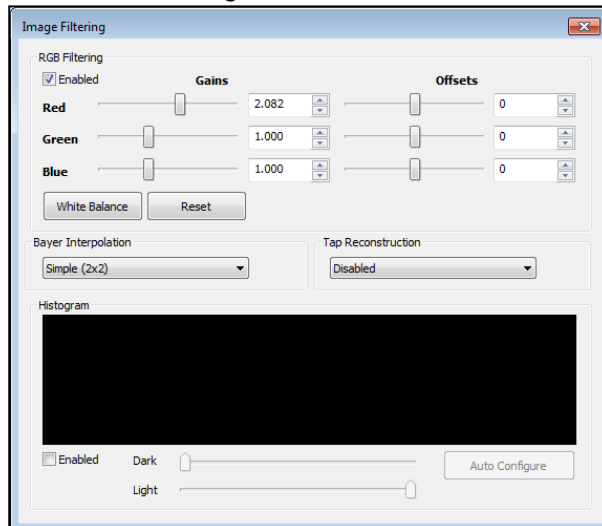 Image Filtering
RGB Filtering
Enabled Gains Offsets
Red 2.082 0
Green 1.000 0
Blue 1.000 0
White Balance Reset
Bayer Interpolation Tap Reconstruction
Simple (2x2) Disabled
Histogram
Enabled Dark Auto Configure
Light